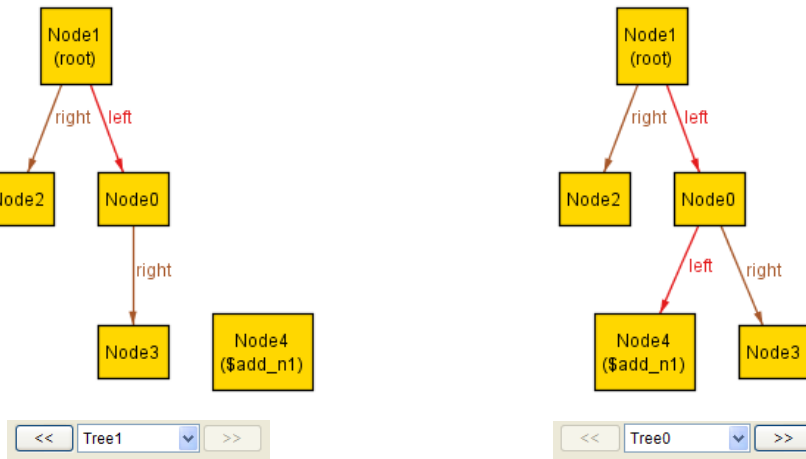 Node1
(root)
right
left
Node2
Node0
right
Node3
Node4
($add_n1)
<<
Tree1
>>
Node1
(root)
right
left
Node2
Node0
left
right
Node4
($add_n1)
Node3
<<
Tree0
>>